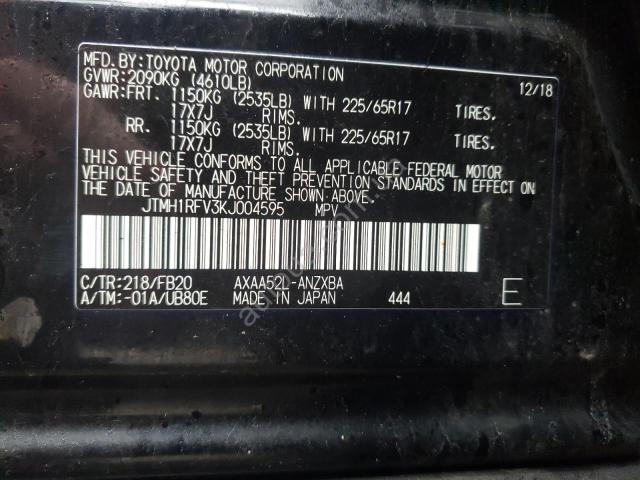 MFD. BY: TOYOTA MOTOR CORPORATION 12/18
GVWR: 2090KG (4610LB)
GAWR: FRT. 1150KG (2535LB) WITH 225/65R17 TIRES.
17X7J RIMS.
RR. 1150KG (2535LB) WITH 225/65R17 TIRES.
17X7J RIMS.
THIS VEHICLE CONFORMS TO ALL APPLICABLE FEDERAL MOTOR
VEHICLE SAFETY AND THEFT PREVENTION STANDARDS IN EFFECT ON
THE DATE OF MANUFACTURE SHOWN ABOVE.
JTMH1RFV3KJ004595 MPV
C/TR: 218/FB20 AXAA52L-ANZXBA
A/TM: -01A/UB80E MADE IN JAPAN 444 E